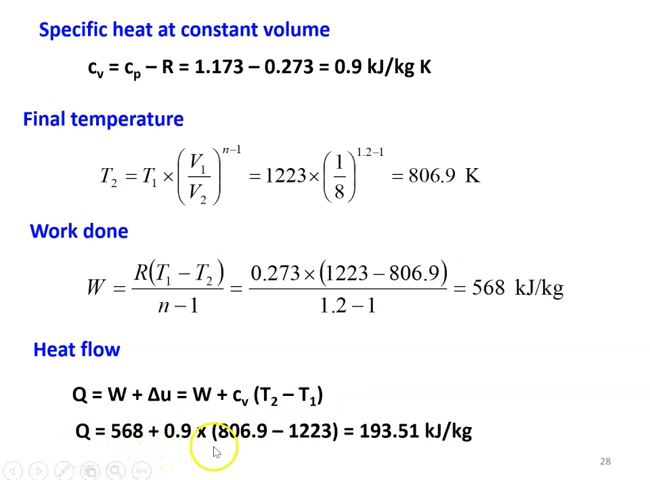 Specific heat at constant volume
cv = cp – R = 1.173 – 0.273 = 0.9 kJ/kg K
Final temperature
T₂ = T₁ × (V₁/V₂)ⁿ⁻¹ = 1223 × (1/8)^1.2–1 = 806.9 K
Work done
W = R(T₁ − T₂)/n − 1 = 0.273 × (1223 − 806.9)/1.2 − 1 = 568 kJ/kg
Heat flow
Q = W + Δu = W + cv (T₂ – T₁)
Q = 568 + 0.9 x (806.9 – 1223) = 193.51 kJ/kg
28